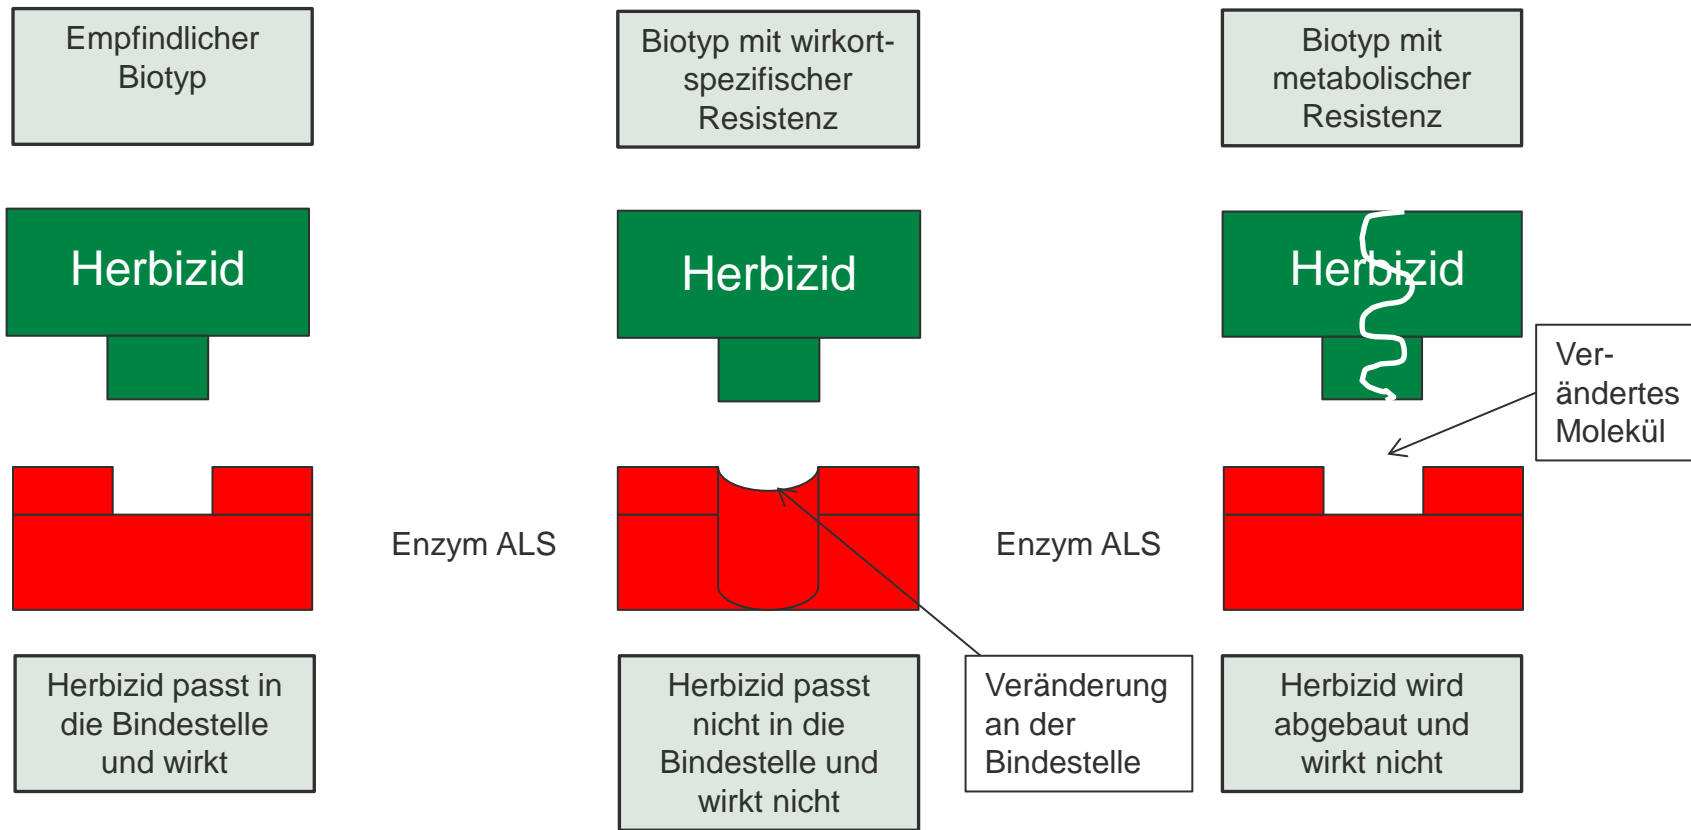 Empfindlicher
Biotyp
Biotyp mit wirkort-
spezifischer
Resistenz
Biotyp mit
metabolischer
Resistenz
Herbizid
Herbizid
Herbizid
Ver-
ändertes
Molekül
Enzym ALS
Enzym ALS
Herbizid passt in
die Bindestelle
und wirkt
Herbizid passt
nicht in die
Bindestelle und
wirkt nicht
Veränderung
an der
Bindestelle
Herbizid wird
abgebaut und
wirkt nicht